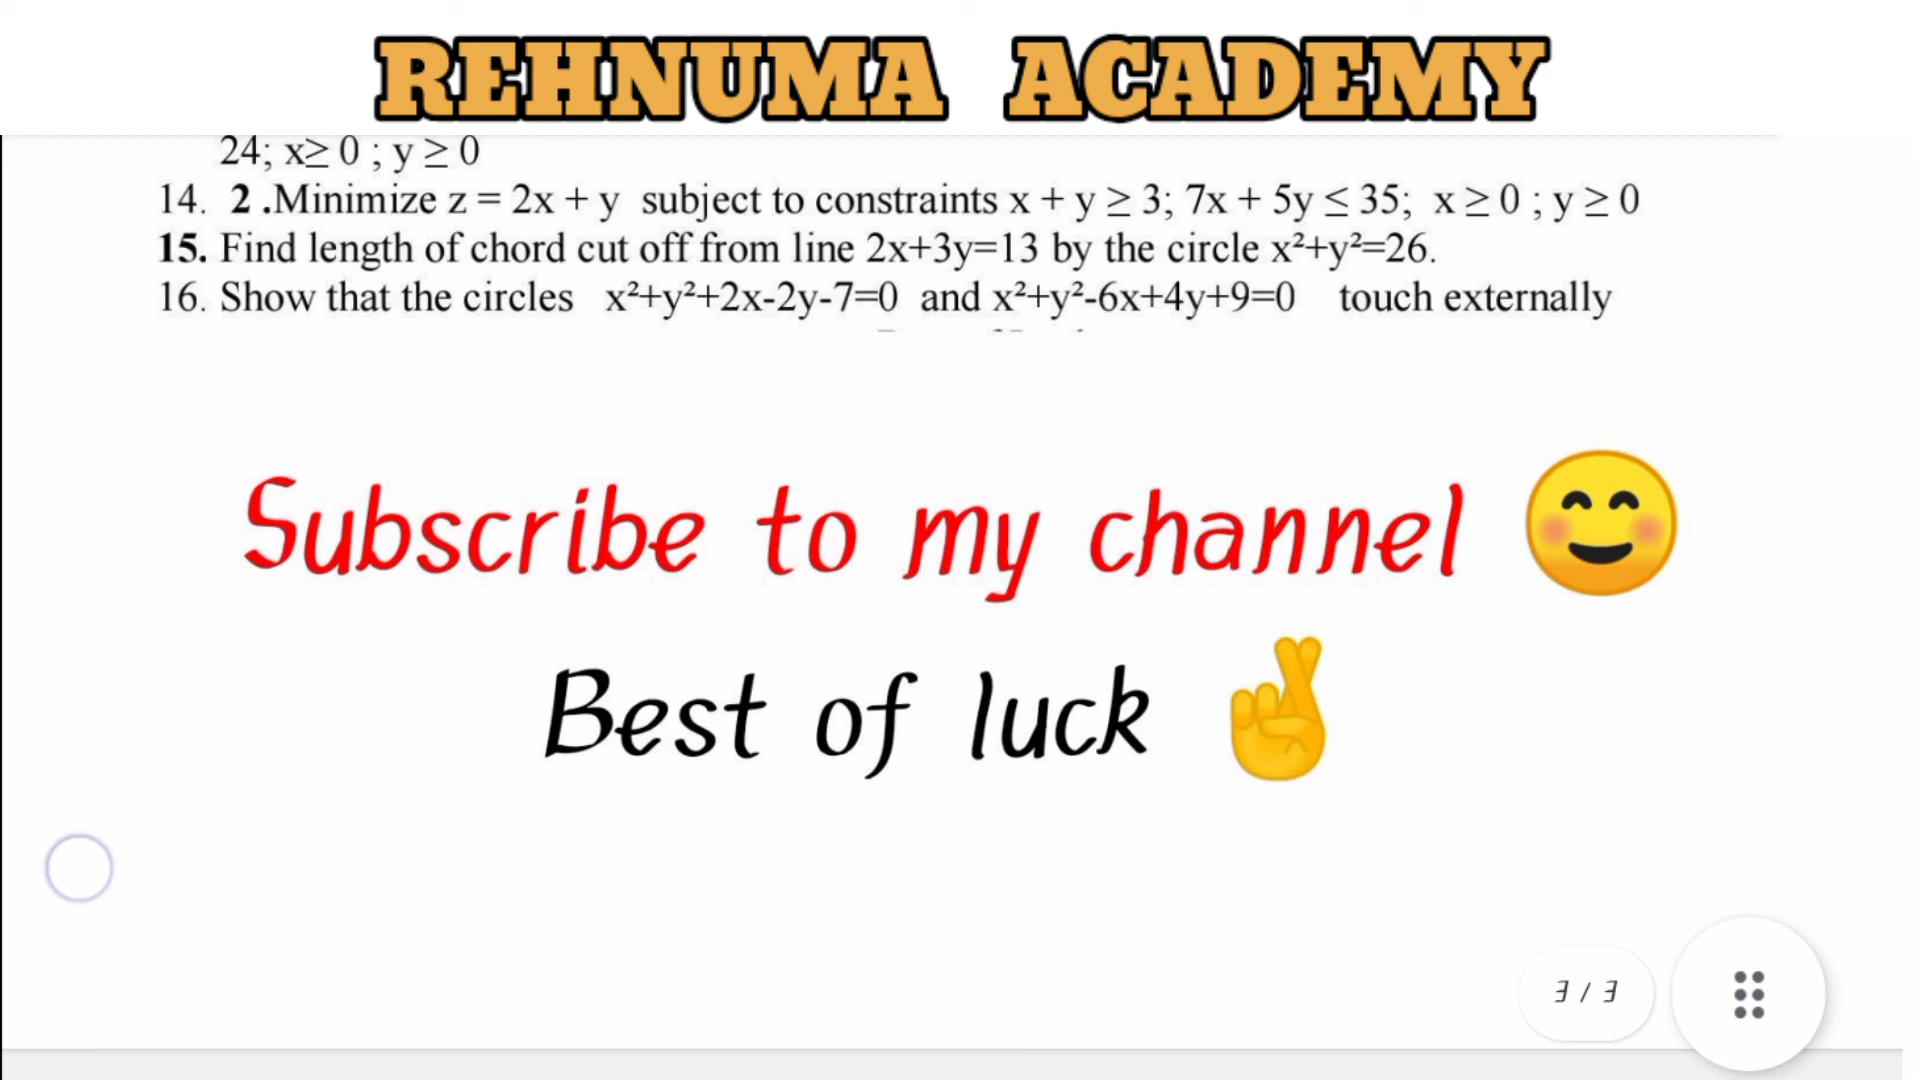 REHNUMA ACADEMY
24; x≥ 0 ; y ≥ 0
14. 2 .Minimize z = 2x + y subject to constraints x + y ≥ 3; 7x + 5y ≤ 35; x ≥ 0 ; y ≥ 0
15. Find length of chord cut off from line 2x+3y=13 by the circle x²+y²=26.
16. Show that the circles x²+y²+2x-2y-7=0 and x²+y²-6x+4y+9=0 touch externally
Subscribe to my channel 😊
Best of luck 🤞
3 / 3